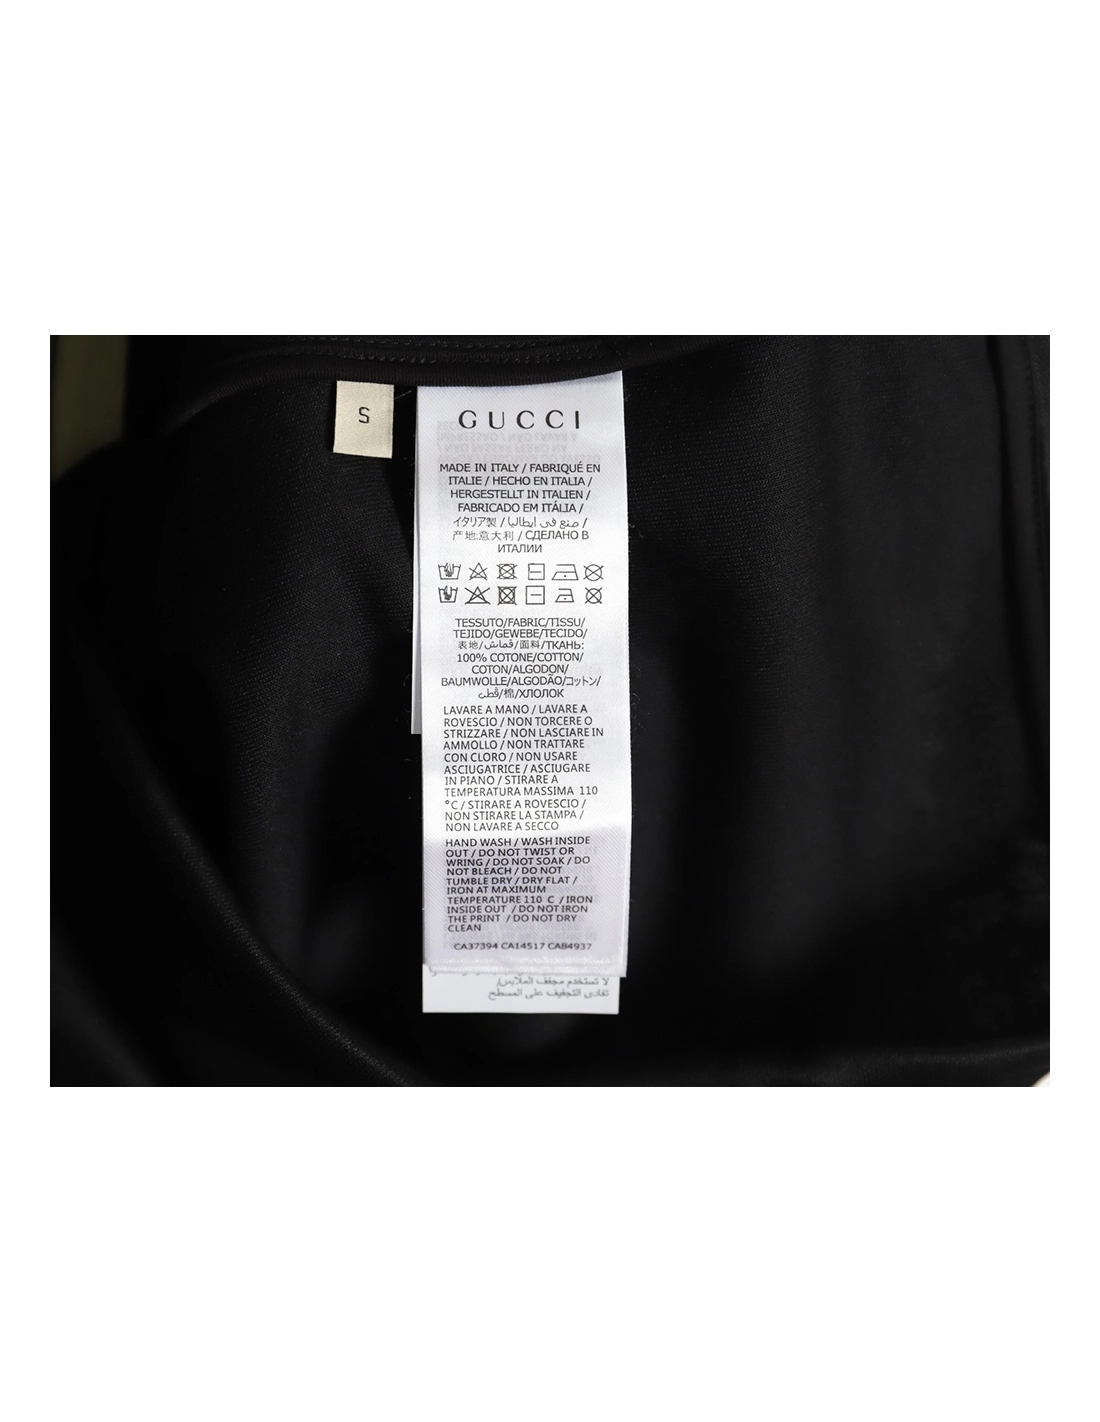 S
GUCCI
MADE IN ITALY / FABRIQUÉ EN
ITALIE / HECHO EN ITALIA /
HERGESTELLT IN ITALIEN /
FABRICADO EM ITÁLIA /
イタリア製 / صنع في ايطاليا /
产地:意大利 / СДЕЛАНО В
ИТАЛИИ
TESSUTO/FABRIC/TISSU/
TEJIDO/GEWEBE/TECIDO/
表地/قماش/面料/ТКАНЬ:
100% COTONE/COTTON/
COTON/ALGODON/
BAUMWOLLE/ALGODÃO/コットン/
قطن/棉/ХЛОПОК
LAVARE A MANO / LAVARE A
ROVESCIO / NON TORCERE O
STRIZZARE / NON LASCIARE IN
AMMOLLO / NON TRATTARE
CON CLORO / NON USARE
ASCIUGATRICE / ASCIUGARE
IN PIANO / STIRARE A
TEMPERATURA MASSIMA 110
°C / STIRARE A ROVESCIO /
NON STIRARE LA STAMPA /
NON LAVARE A SECCO
HAND WASH / WASH INSIDE
OUT / DO NOT TWIST OR
WRING / DO NOT SOAK / DO
NOT BLEACH / DO NOT
TUMBLE DRY / DRY FLAT /
IRON AT MAXIMUM
TEMPERATURE 110 C / IRON
INSIDE OUT / DO NOT IRON
THE PRINT / DO NOT DRY
CLEAN
CA37394 CA14517 CA84937
لا تستخدم مجفف الملابس/
تفادى التجفيف على المسطح